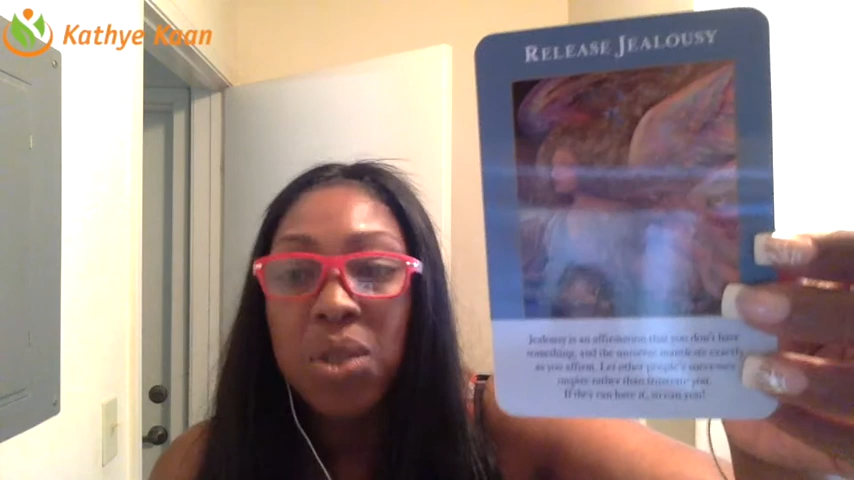 Kathye Kaan
RELEASE JEALOUSY
Jealousy is an affirmation that you don't have
something, and the universe manifests exactly
as you affirm. Let other people's successes
inspire rather than frustrate you.
If they can have it, so can you!